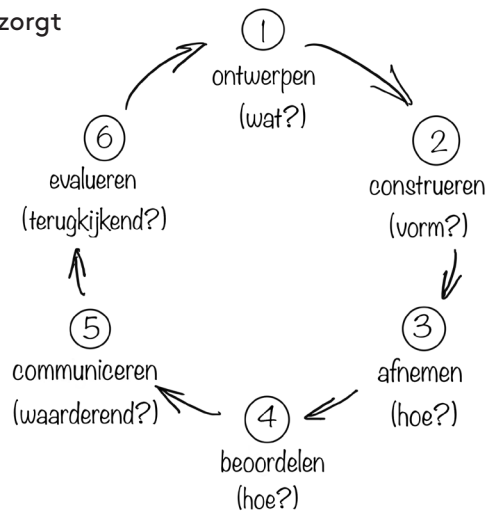 zorgt
1
ontwerpen
(wat?)
2
construeren
(vorm?)
3
afnemen
(hoe?)
4
beoordelen
(hoe?)
5
communiceren
(waarderend?)
6
evalueren
(terugkijkend?)